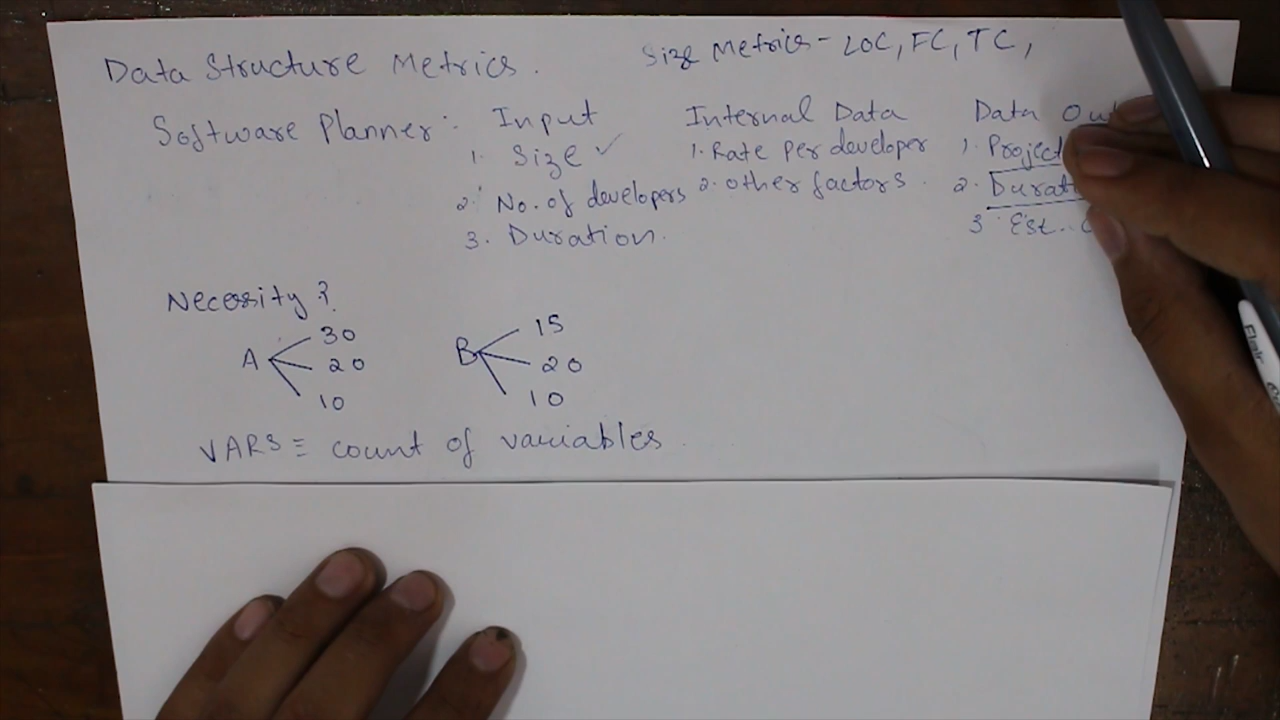 Data Structure Metrics. Size Metrics - LOC, FC, TC,
Software Planner: Input Internal Data Data
1. Size ✓ 1. Rate Per developer 1. Project
2. No. of developers 2. other factors. 2.
3. Duration. 3. Est..
Necessity?
A 30 20 10
B 15 20 10
VARS ≡ count of variables.
Flair